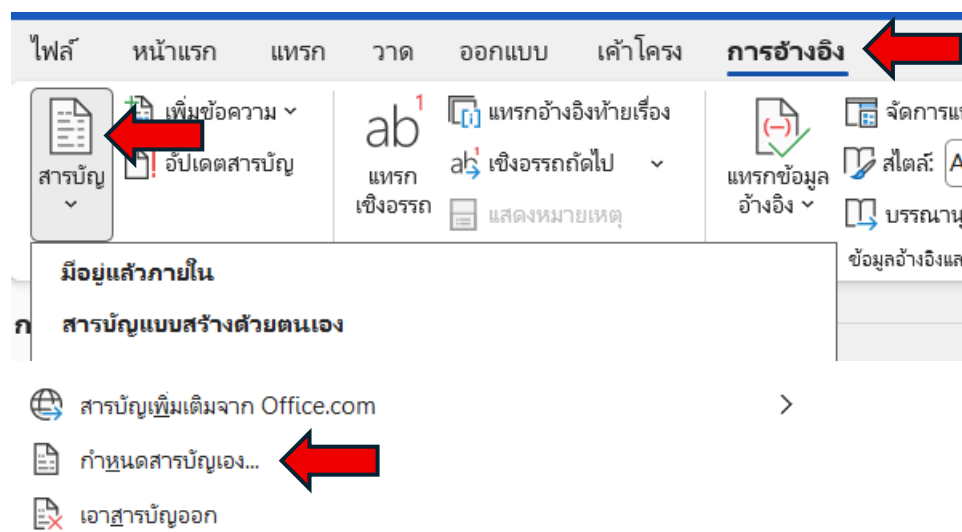 ไฟล์ หน้าแรก แทรก วาด ออกแบบ เค้าโครง การอ้างอิง
สารบัญ
เพิ่มข้อความ
อัปเดตสารบัญ
ab1
แทรก
เชิงอรรถ
แทรกอ้างอิงท้ายเรื่อง
เชิงอรรถถัดไป
แสดงหมายเหตุ
แทรกข้อมูล
อ้างอิง
จัดการแ
สไตล์: A
บรรณานุ
ข้อมูลอ้างอิงแล
มีอยู่แล้วภายใน
ก
สารบัญแบบสร้างด้วยตนเอง
สารบัญเพิ่มเติมจาก Office.com
กำหนดสารบัญเอง...
เอาสารบัญออก